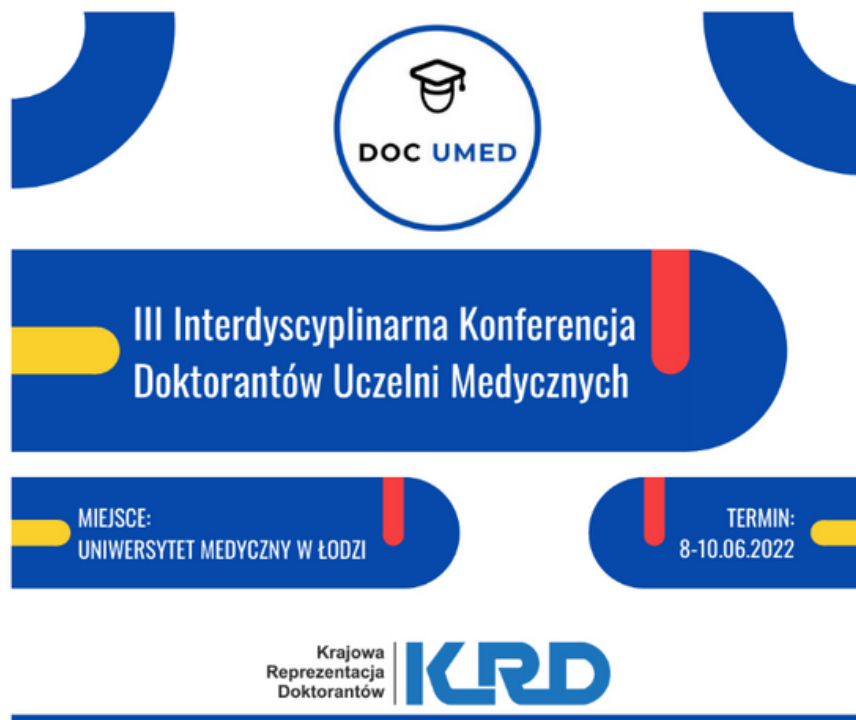 DOC UMED
III Interdyscyplinarna Konferencja
Doktorantów Uczelni Medycznych
MIEJSCE:
UNIWERSYTET MEDYCZNY W ŁODZI
TERMIN:
8-10.06.2022
Krajowa
Reprezentacja
Doktorantów
KRD